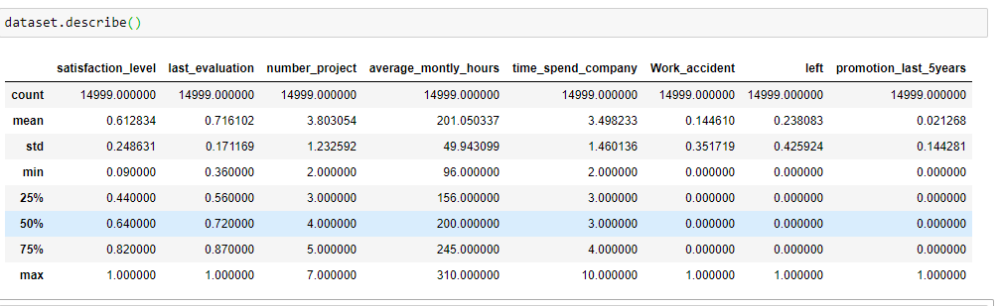 dataset.describe()
satisfaction_level last_evaluation number_project average_montly_hours time_spend_company Work_accident left promotion_last_5years
count 14999.000000 14999.000000 14999.000000 14999.000000 14999.000000 14999.000000 14999.000000 14999.000000
mean 0.612834 0.716102 3.803054 201.050337 3.498233 0.144610 0.238083 0.021268
std 0.248631 0.171169 1.232592 49.943099 1.460136 0.351719 0.425924 0.144281
min 0.090000 0.360000 2.000000 96.000000 2.000000 0.000000 0.000000 0.000000
25% 0.440000 0.560000 3.000000 156.000000 3.000000 0.000000 0.000000 0.000000
50% 0.640000 0.720000 4.000000 200.000000 3.000000 0.000000 0.000000 0.000000
75% 0.820000 0.870000 5.000000 245.000000 4.000000 0.000000 0.000000 0.000000
max 1.000000 1.000000 7.000000 310.000000 10.000000 1.000000 1.000000 1.000000